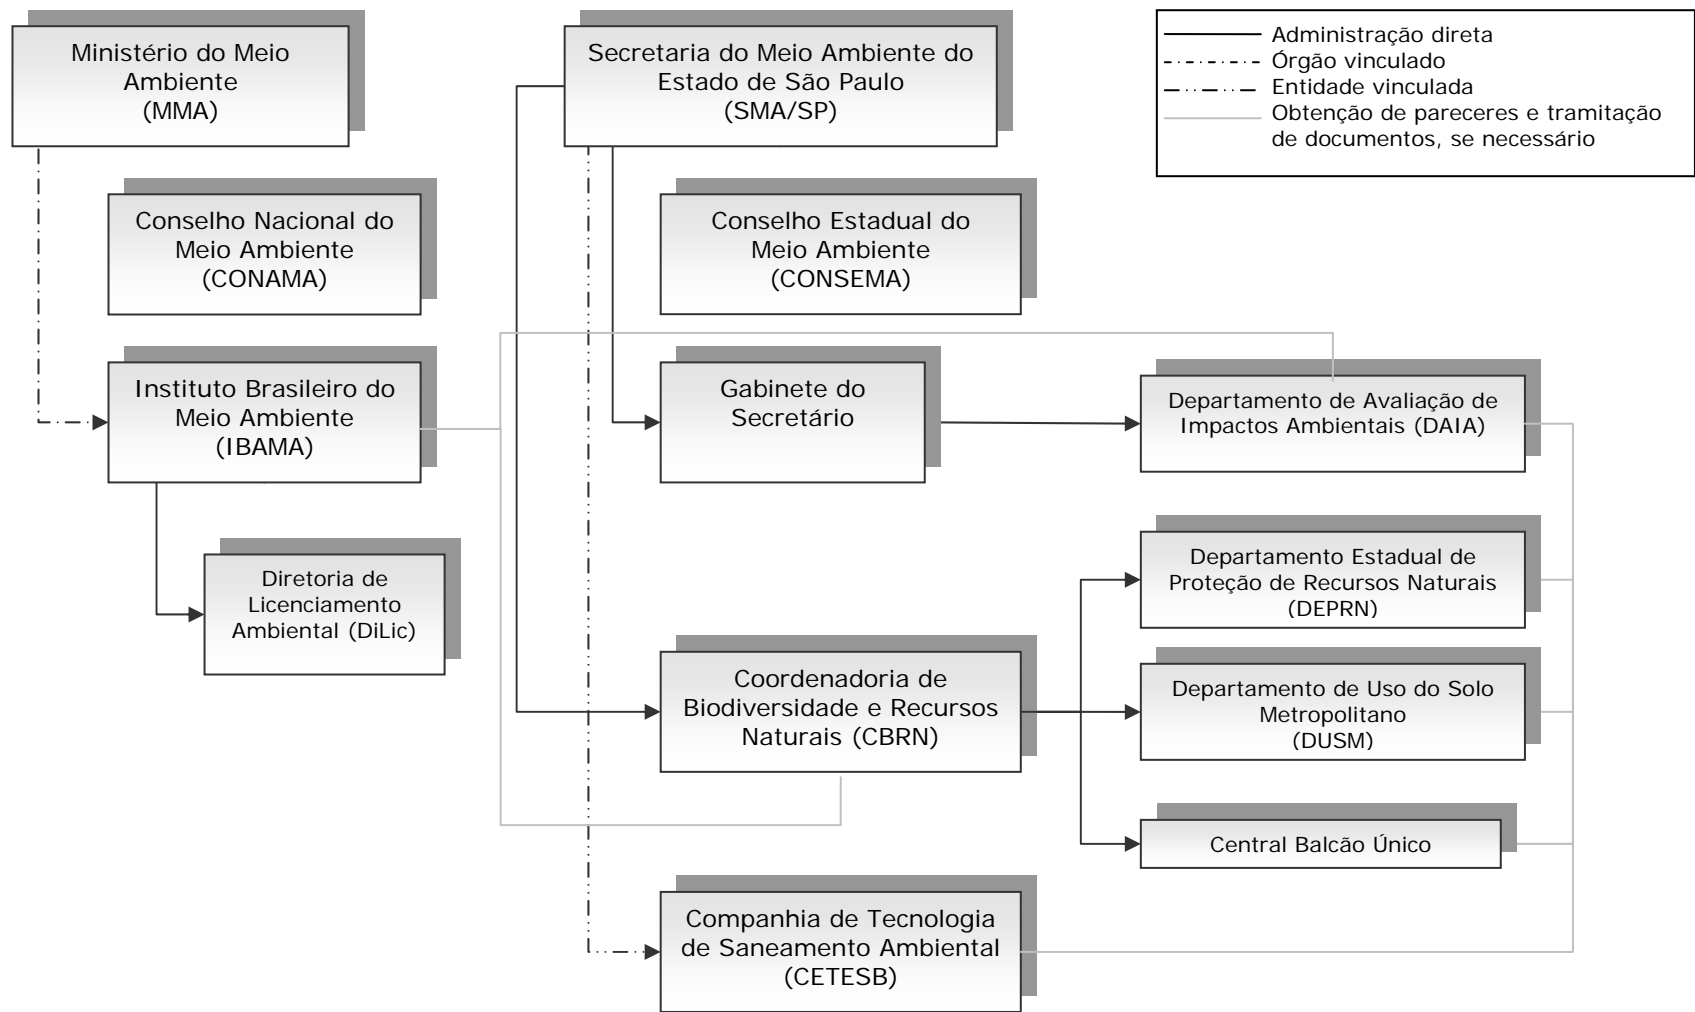 Ministério do Meio
Ambiente
(MMA)
Secretaria do Meio Ambiente do
Estado de São Paulo
(SMA/SP)
Administração direta
Órgão vinculado
Entidade vinculada
Obtenção de pareceres e tramitação
de documentos, se necessário
Conselho Nacional do
Meio Ambiente
(CONAMA)
Conselho Estadual do
Meio Ambiente
(CONSEMA)
Instituto Brasileiro do
Meio Ambiente
(IBAMA)
Gabinete do
Secretário
Departamento de Avaliação de
Impactos Ambientais (DAIA)
Diretoria de
Licenciamento
Ambiental (DiLic)
Departamento Estadual de
Proteção de Recursos Naturais
(DEPRN)
Coordenadoria de
Biodiversidade e Recursos
Naturais (CBRN)
Departamento de Uso do Solo
Metropolitano
(DUSM)
Central Balcão Único
Companhia de Tecnologia
de Saneamento Ambiental
(CETESB)